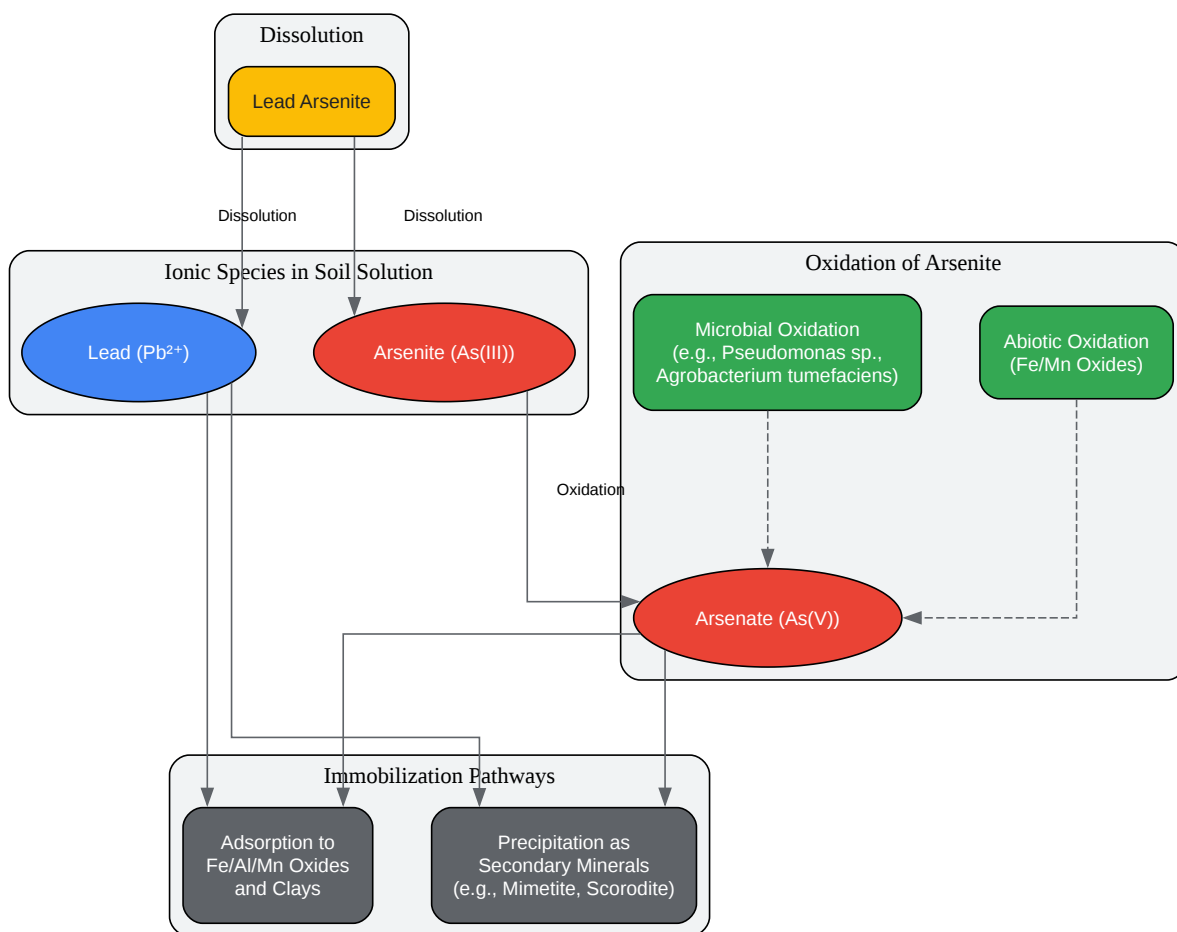 Dissolution
Lead Arsenite
Dissolution
Dissolution
Ionic Species in Soil Solution
Lead (Pb²⁺)
Arsenite (As(III))
Oxidation of Arsenite
Microbial Oxidation
(e.g., Pseudomonas sp.,
Agrobacterium tumefaciens)
Abiotic Oxidation
(Fe/Mn Oxides)
Oxidation
Arsenate (As(V))
Immobilization Pathways
Adsorption to
Fe/Al/Mn Oxides
and Clays
Precipitation as
Secondary Minerals
(e.g., Mimetite, Scorodite)